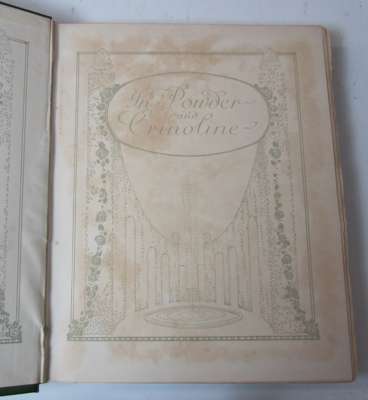 In Powder
and
Crinoline